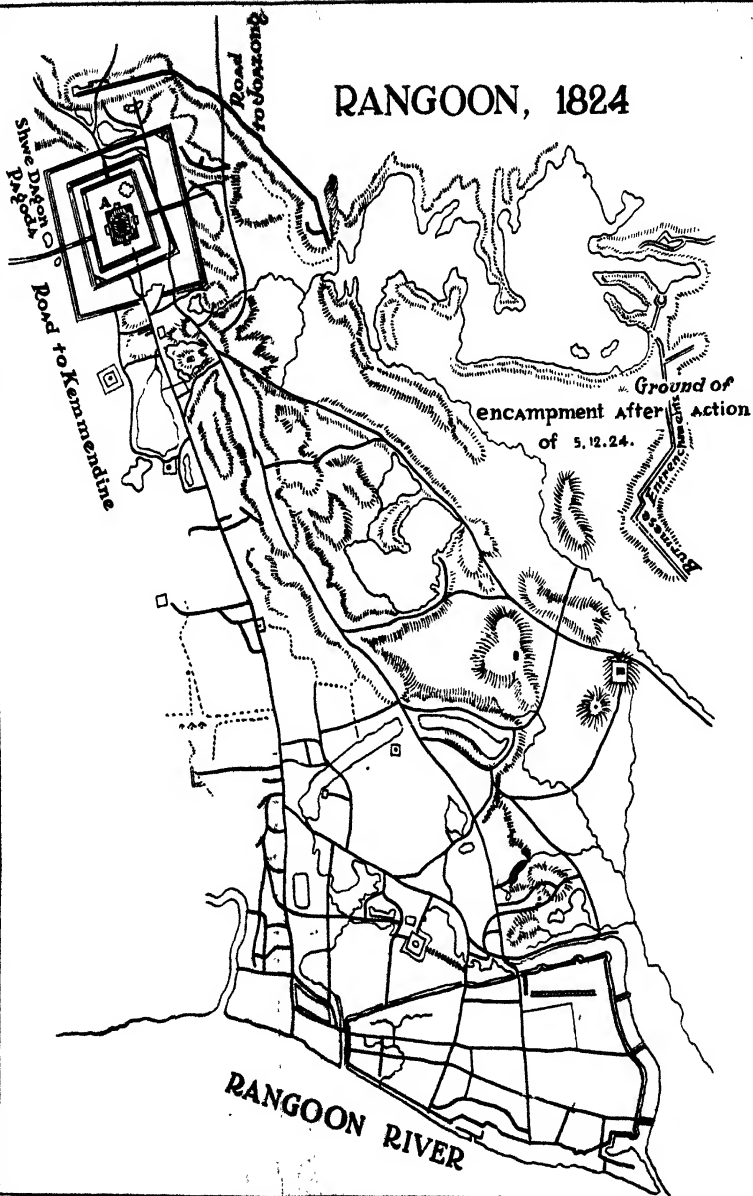 RANGOON, 1824
Road
to Joazong
Shwe Dagon
Pagoda
A
Road to Kemmendine
Ground of
encampment After Action
of 5.12.24.
Burmese Entrenchments
RANGOON RIVER